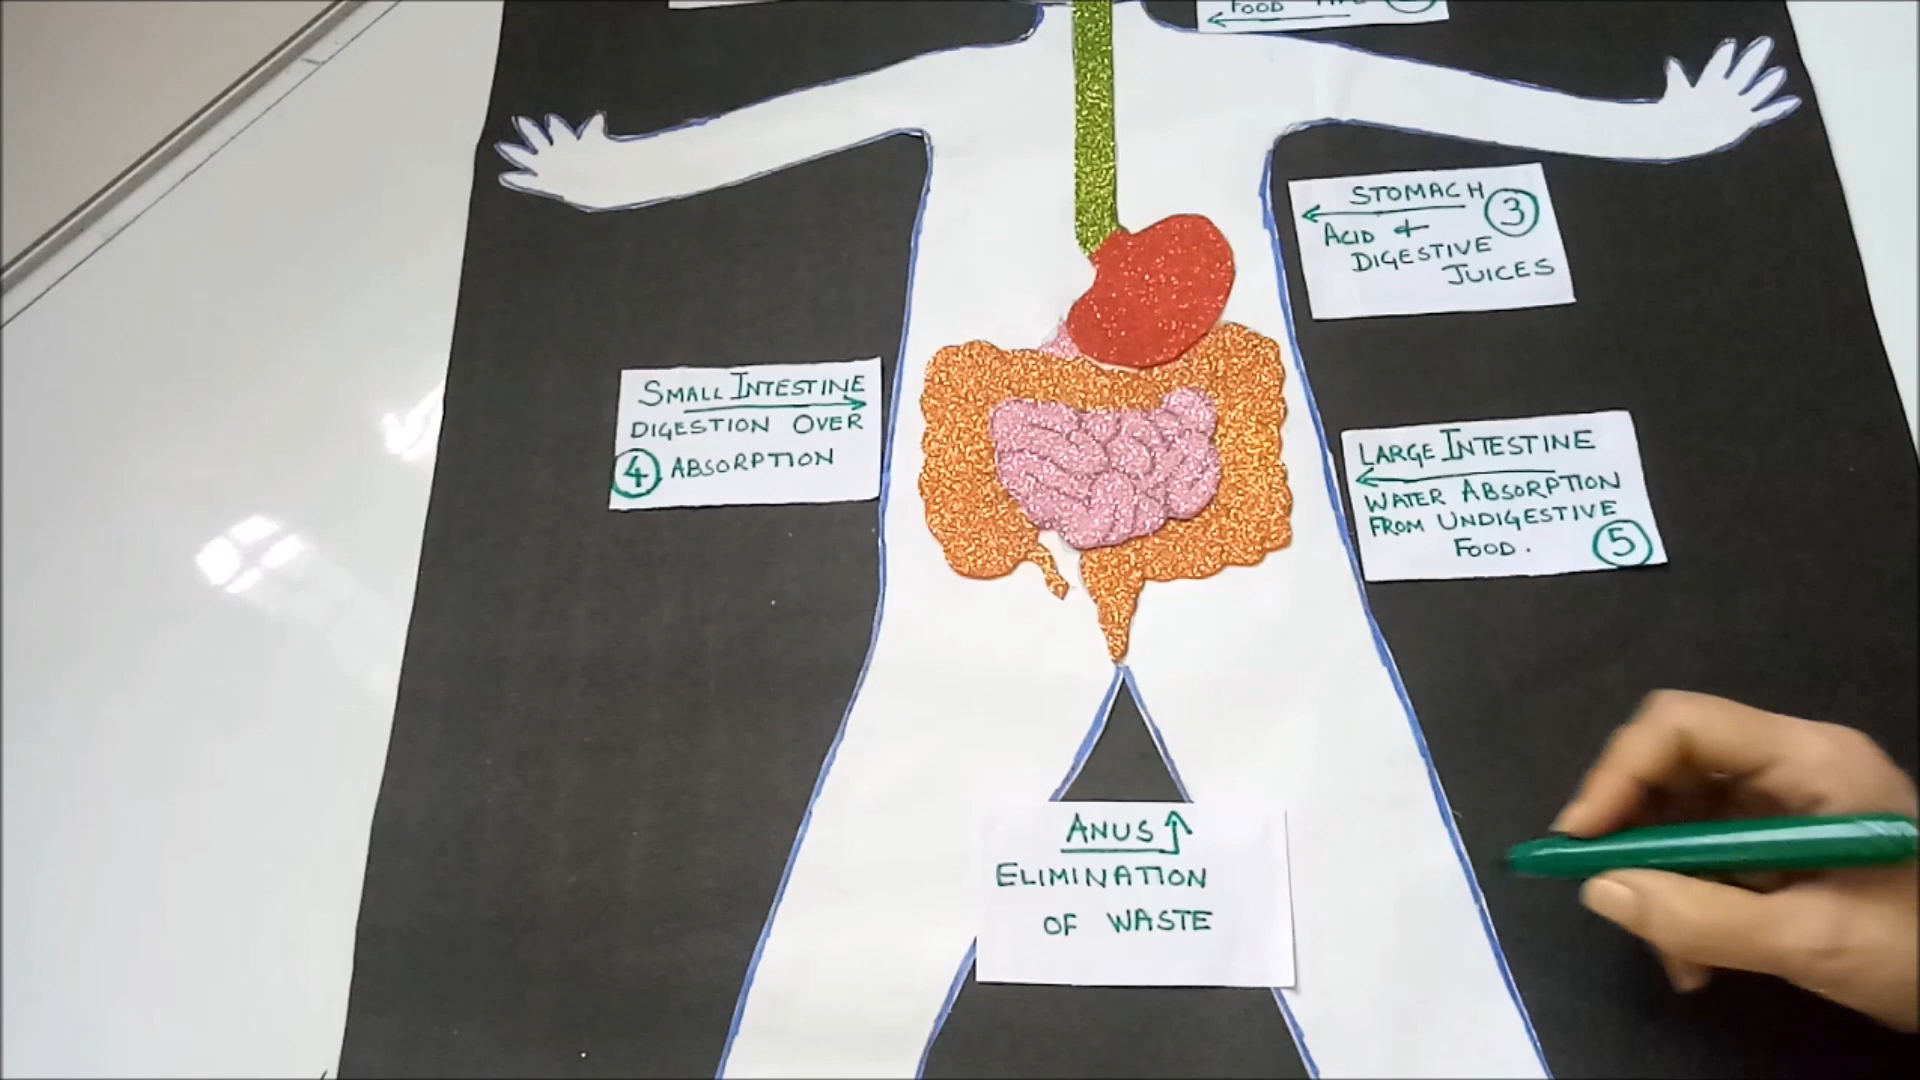 FOOD PIPE
STOMACH
3
ACID +
DIGESTIVE
JUICES
SMALL INTESTINE
DIGESTION OVER
4 ABSORPTION
LARGE INTESTINE
WATER ABSORPTION
FROM UNDIGESTIVE
FOOD.
5
ANUS
ELIMINATION
OF WASTE